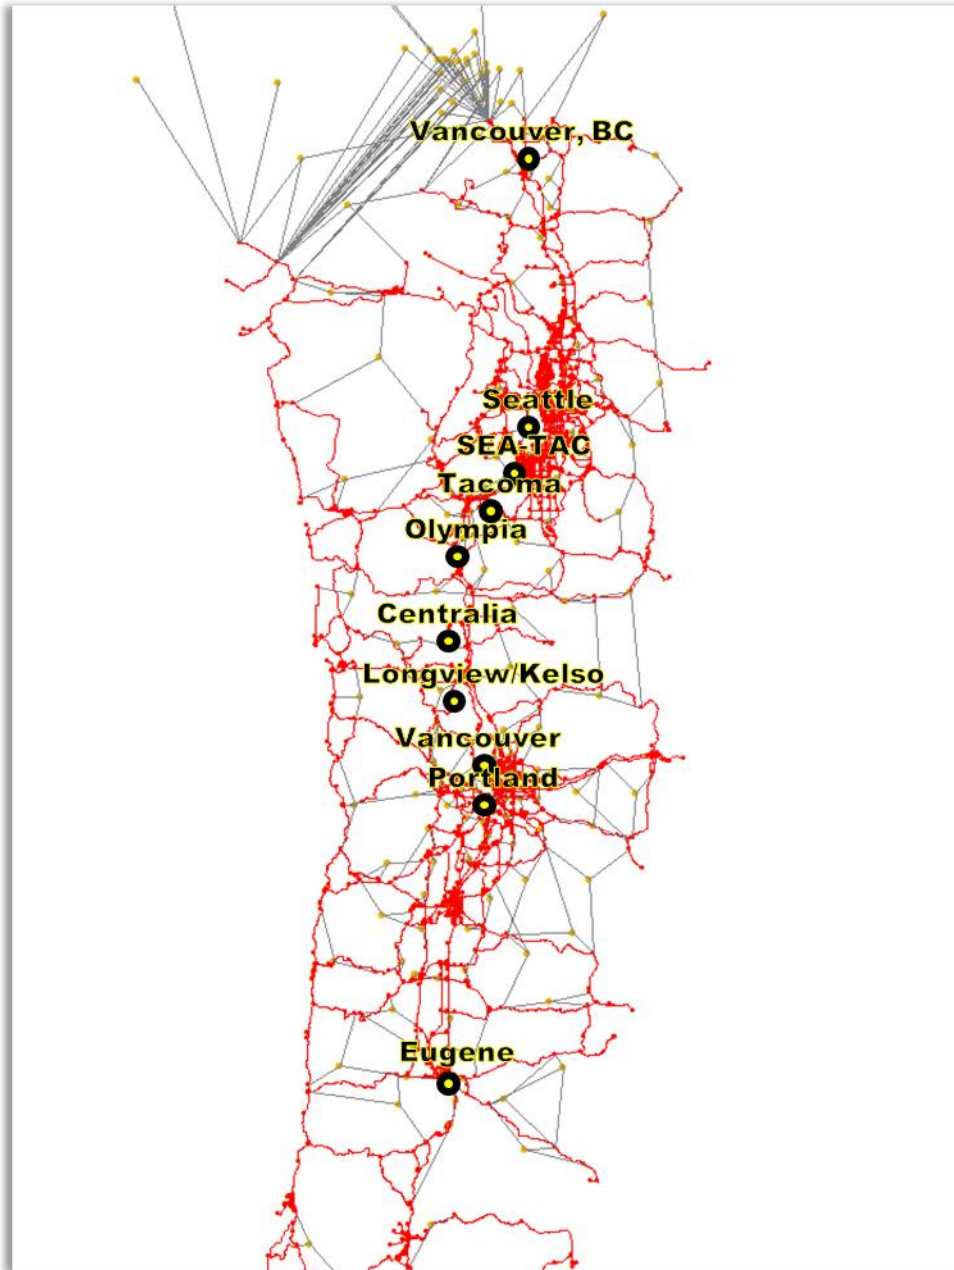 Vancouver, BC
Seattle
SEA-TAC
Tacoma
Olympia
Centralia
Longview/Kelso
Vancouver
Portland
Eugene